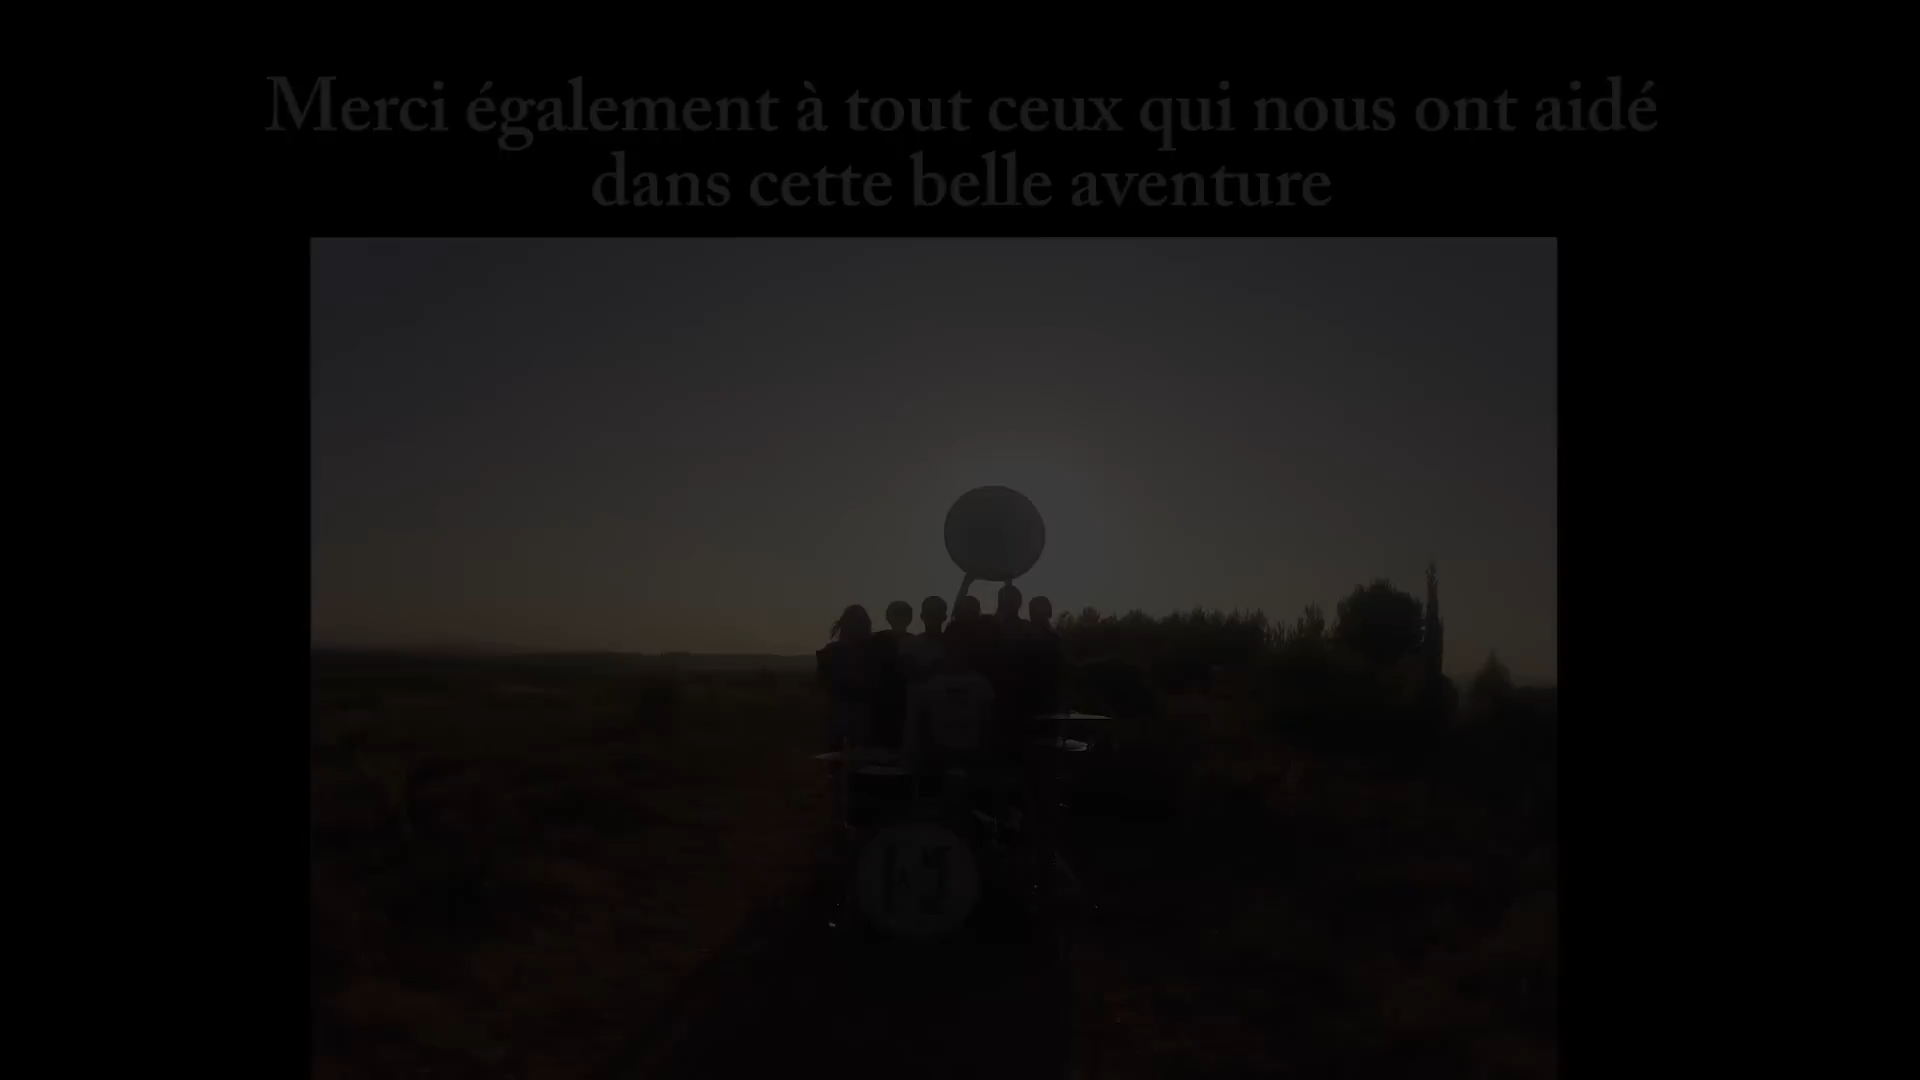 Merci également à tout ceux qui nous ont aidé
dans cette belle aventure